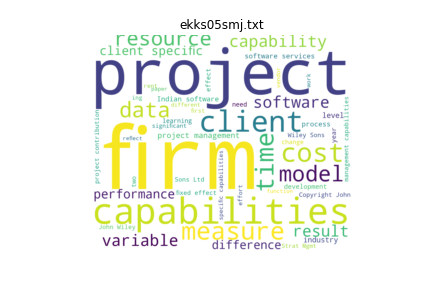 ekks05smj.txt
resource
capability
client specific
software services
project
Indian software
effect
need
work
software
data
client
level
process
learning
significant
different
project management
Wiley Sons
year
management capabilities
project contribution
reflect
firm
time
cost
change
model
Sons Ltd
fixed effect
specific capabilities
effort
development
performance
function
Copyright John
capabilities
John Wiley
measure
result
variable
difference
industry
Strat Mgmt
paper
first